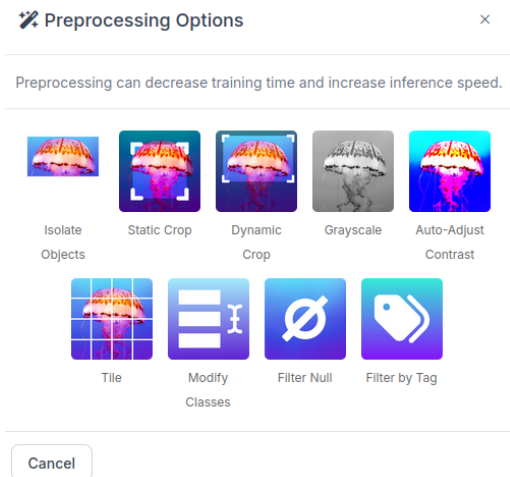 Preprocessing Options
Preprocessing can decrease training time and increase inference speed.
Isolate Objects
Static Crop
Dynamic Crop
Grayscale
Auto-Adjust Contrast
Tile
Modify Classes
Filter Null
Filter by Tag
Cancel